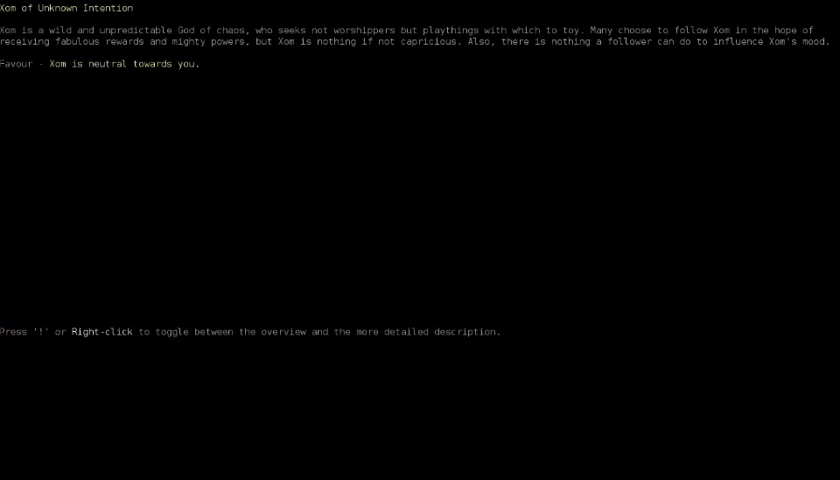 Xom of Unknown Intention
Xom is a wild and unpredictable God of chaos, who seeks not worshippers but playthings with which to toy. Many choose to follow Xom in the hope of
receiving fabulous rewards and mighty powers, but Xom is nothing if not capricious. Also, there is nothing a follower can do to influence Xom's mood.
Favour - Xom is neutral towards you.
Press '!' or Right-click to toggle between the overview and the more detailed description.